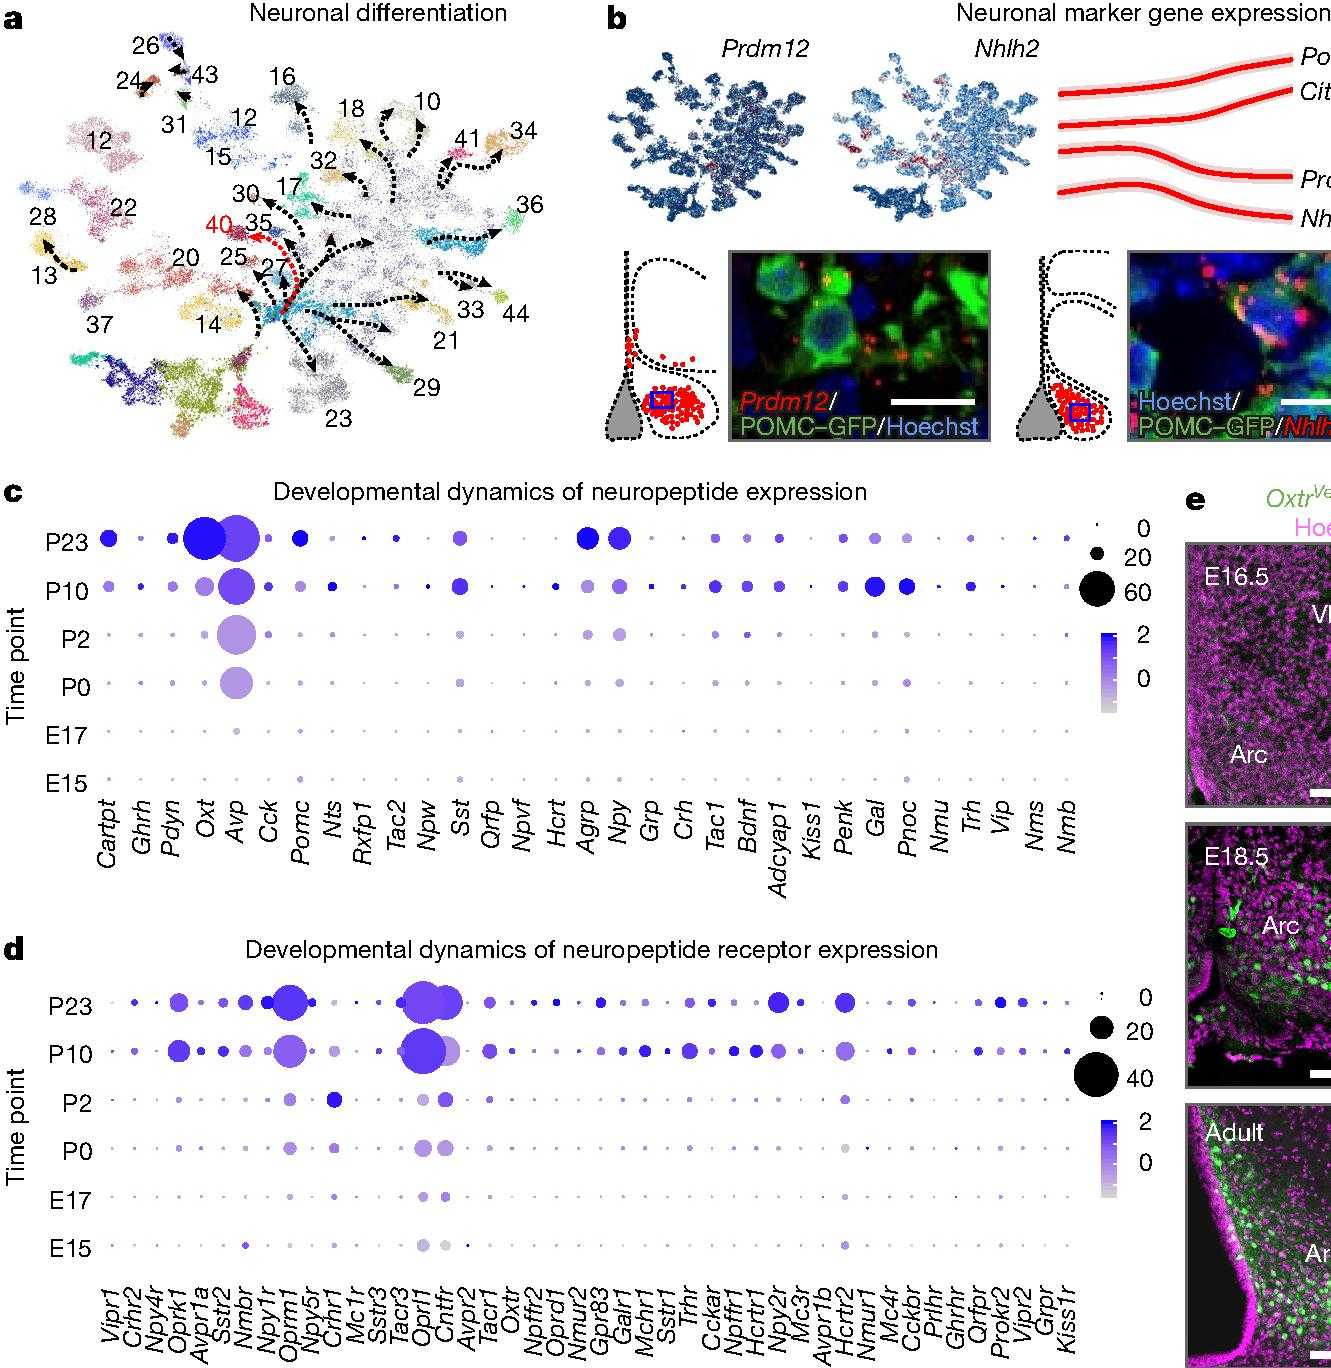 a
Neuronal differentiation
26
24
43
31
16
12
12
15
18
10
41
34
32
30
17
40
35
36
28
22
13
20
25
27
37
14
33
44
21
29
23
b
Neuronal marker gene expression
Prdm12
Nhlh2
Prdm12/
POMC–GFP/Hoechst
Hoechst/
POMC–GFP/Nhlh
c
Developmental dynamics of neuropeptide expression
Time point
P23
P10
P2
P0
E17
E15
Cartpt
Ghrh
Pdyn
Oxt
Avp
Cck
Pomc
Nts
Rxfp1
Tac2
Npw
Sst
Qrfp
Npvf
Hcrt
Agrp
Npy
Grp
Crh
Tac1
Bdnf
Adcyap1
Kiss1
Penk
Gal
Pnoc
Nmu
Trh
Vip
Nms
Nmb
0
20
60
2
0
d
Developmental dynamics of neuropeptide receptor expression
Time point
P23
P10
P2
P0
E17
E15
Vipr1
Crhr2
Npy4r
Oprk1
Avpr1a
Sstr2
Nmbr
Npy1r
Oprm1
Npy5r
Crhr1
Mc1r
Sstr3
Tacr3
Oprl1
Cntfr
Avpr2
Tacr1
Oxtr
Npffr2
Oprd1
Nmur2
Gpr83
Galr1
Mchr1
Sstr1
Trhr
Cckar
Npffr1
Hcrtr1
Npy2r
Mc3r
Avpr1b
Hcrtr2
Nmur1
Mc4r
Cckbr
Prlhr
Ghrhr
Qrfpr
Prokr2
Vipr2
Grpr
Kiss1r
0
20
40
2
0
e
E16.5
Arc
E18.5
Arc
Adult